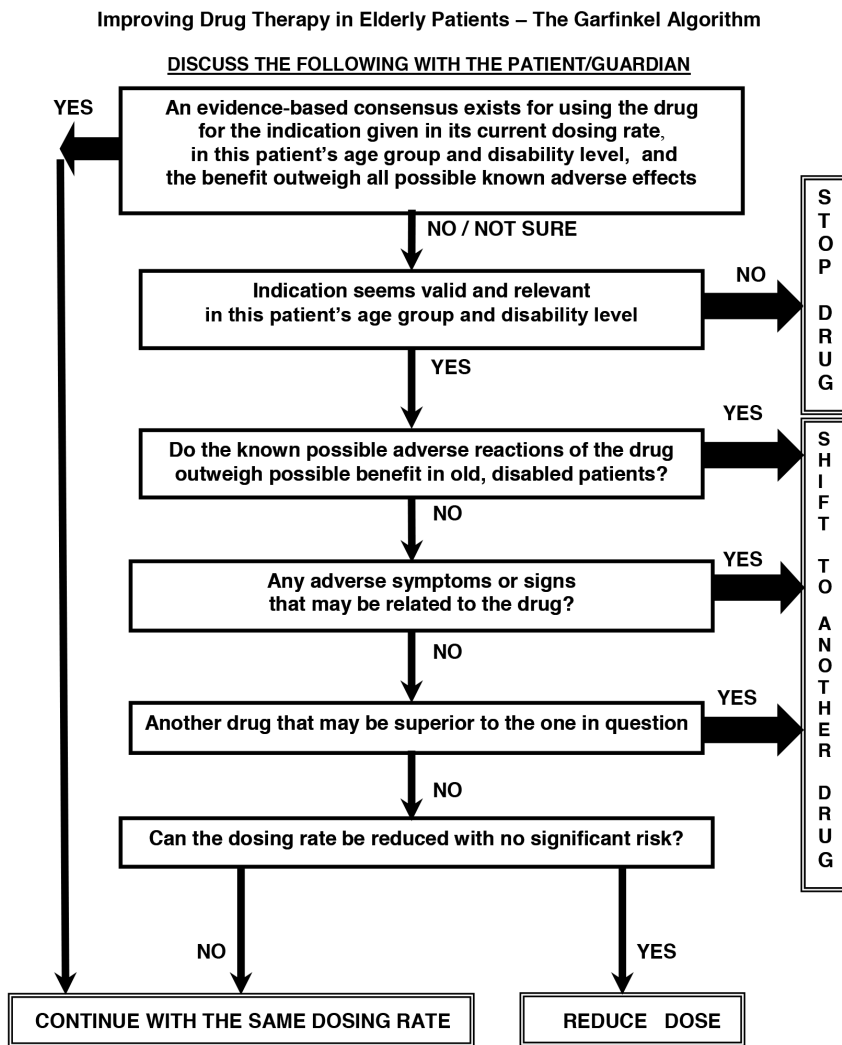 Improving Drug Therapy in Elderly Patients – The Garfinkel Algorithm
DISCUSS THE FOLLOWING WITH THE PATIENT/GUARDIAN
YES
An evidence-based consensus exists for using the drug
for the indication given in its current dosing rate,
in this patient's age group and disability level, and
the benefit outweigh all possible known adverse effects
NO / NOT SURE
Indication seems valid and relevant
in this patient's age group and disability level
NO
STOP DRUG
YES
Do the known possible adverse reactions of the drug
outweigh possible benefit in old, disabled patients?
YES
SHIFT TO ANOTHER DRUG
NO
Any adverse symptoms or signs
that may be related to the drug?
YES
NO
Another drug that may be superior to the one in question
YES
NO
Can the dosing rate be reduced with no significant risk?
NO
YES
CONTINUE WITH THE SAME DOSING RATE
REDUCE DOSE